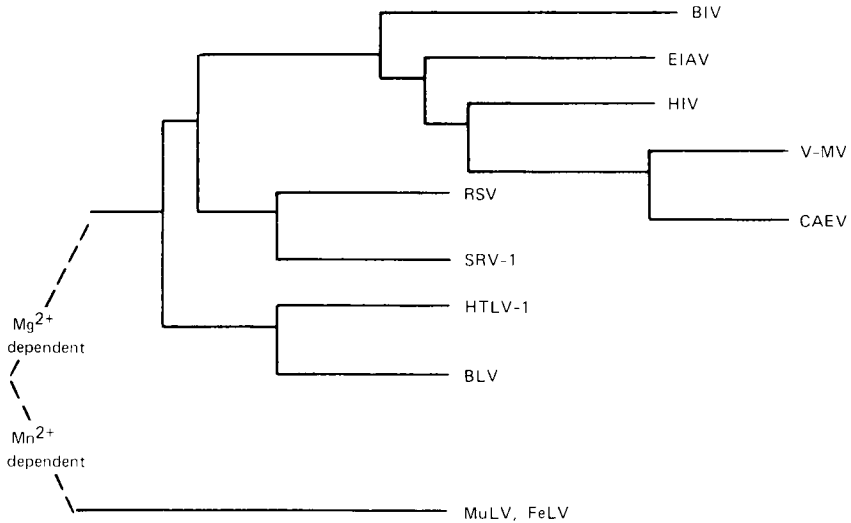 BIV
EIAV
HIV
V-MV
RSV
CAEV
SRV-1
HTLV-1
Mg2+
dependent
BLV
Mn2+
dependent
MuLV, FeLV